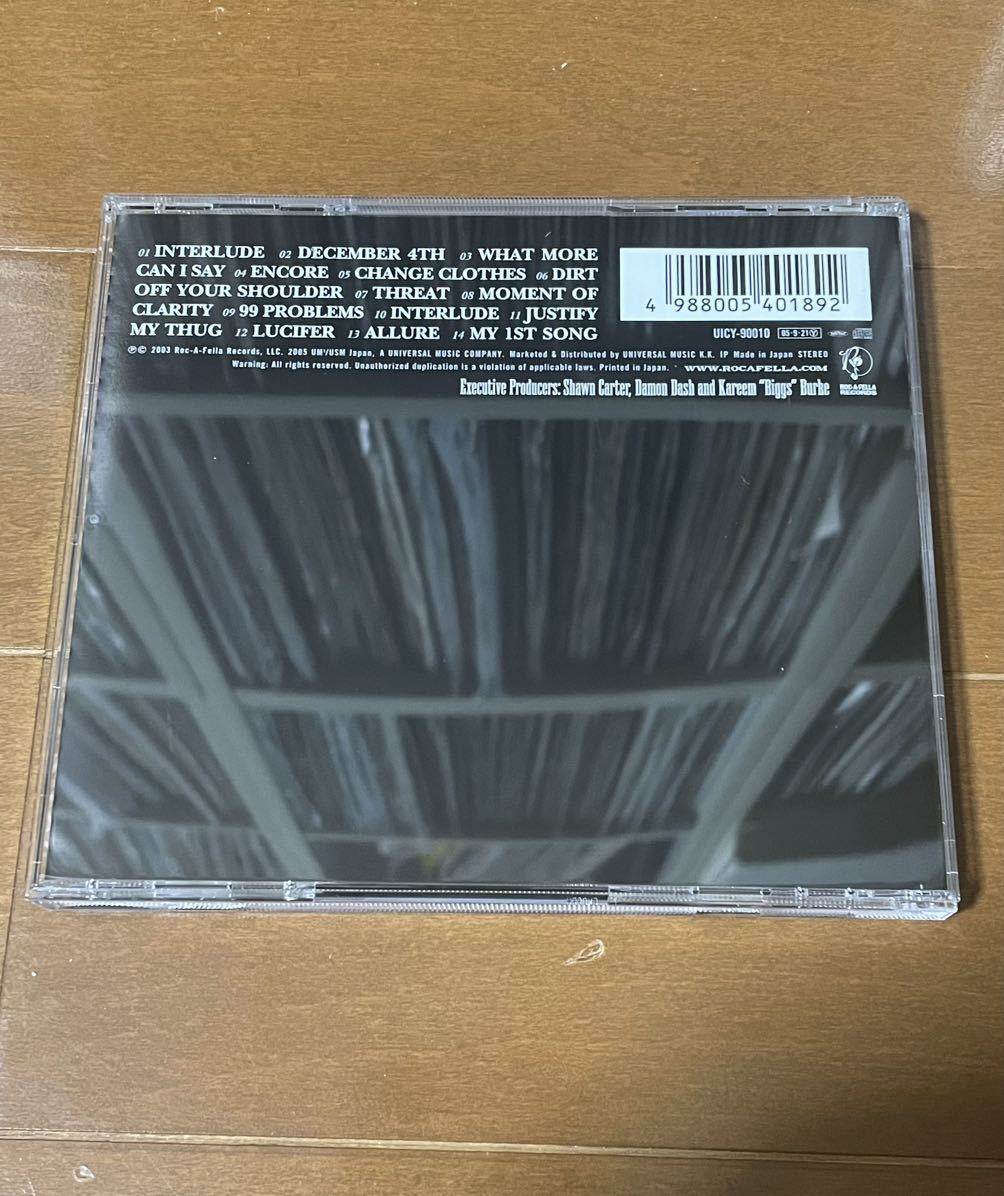 01 INTERLUDE 02 DECEMBER 4TH 03 WHAT MORE
CAN I SAY 04 ENCORE 05 CHANGE CLOTHES 06 DIRT
OFF YOUR SHOULDER 07 THREAT 08 MOMENT OF
CLARITY 09 99 PROBLEMS 10 INTERLUDE 11 JUSTIFY
MY THUG 12 LUCIFER 13 ALLURE 14 MY 1ST SONG
℗© 2003 Roc-A-Fella Records, LLC. 2005 UM³/USM Japan, A UNIVERSAL MUSIC COMPANY. Marketed & Distributed by UNIVERSAL MUSIC K.K. IP Made in Japan STEREO
Warning: All rights reserved. Unauthorized duplication is a violation of applicable laws. Printed in Japan. WWW.ROCAFELLA.COM
Executive Producers: Shawn Carter, Damon Dash and Kareem "Biggs" Burke
4 988005 401892
UICY-90010 05·9·21Ⓨ
ROC-A-FELLA
RECORDS